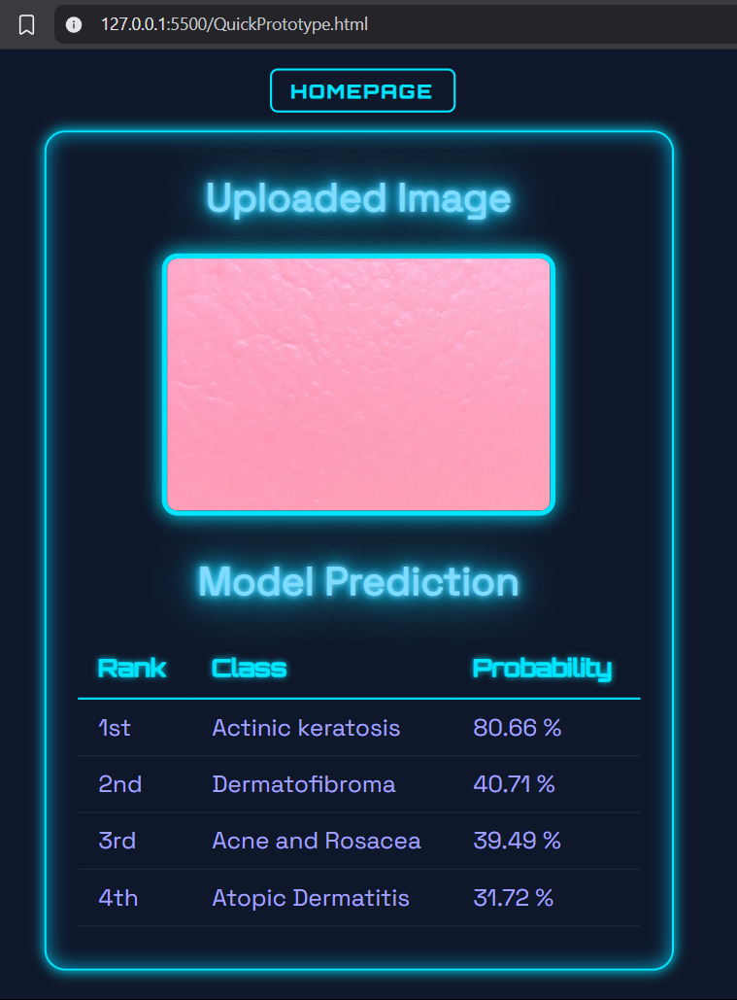 127.0.0.1:5500/QuickPrototype.html
HOMEPAGE
Uploaded Image
Model Prediction
Rank Class Probability
1st Actinic keratosis 80.66 %
2nd Dermatofibroma 40.71 %
3rd Acne and Rosacea 39.49 %
4th Atopic Dermatitis 31.72 %